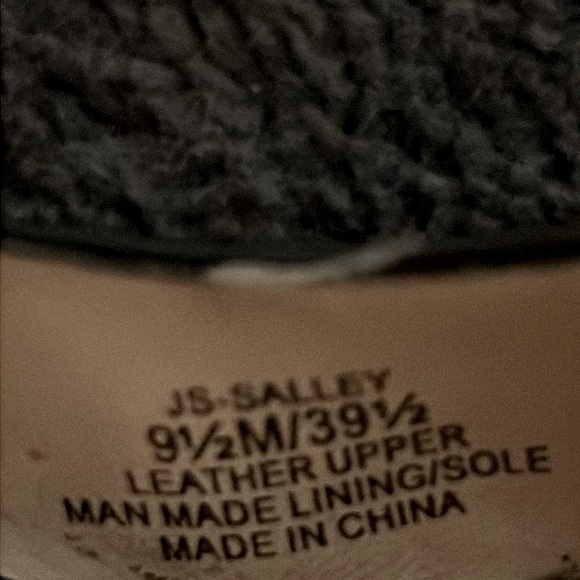 JS-SALLEY
9½M/39½
LEATHER UPPER
MAN MADE LINING/SOLE
MADE IN CHINA